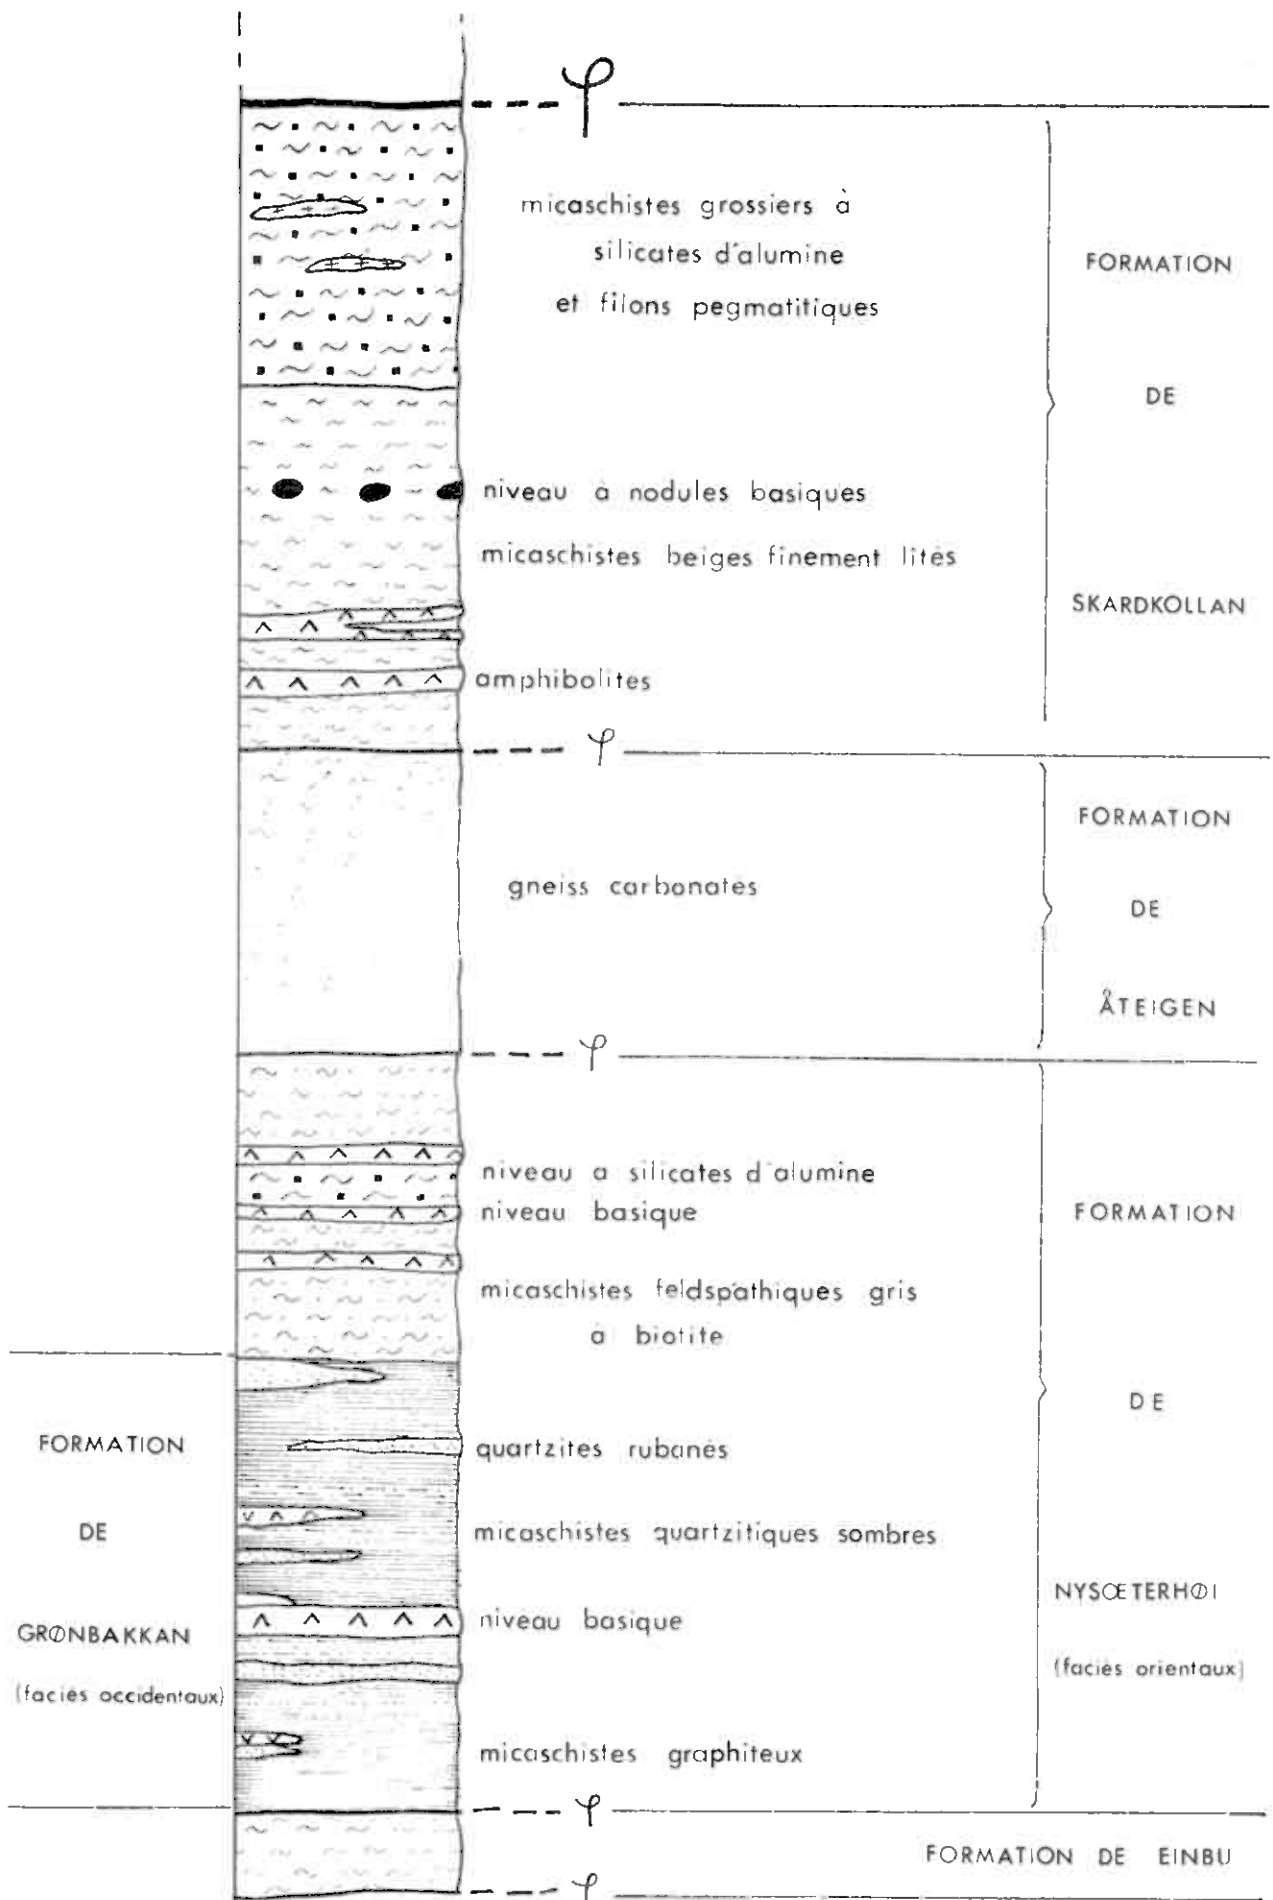 φ
micaschistes grossiers à
silicates d'alumine
et filons pegmatitiques
FORMATION
DE
SKARDKOLLAN
niveau à nodules basiques
micaschistes beiges finement lités
amphibolites
φ
gneiss carbonatés
FORMATION
DE
ÅTEIGEN
φ
niveau a silicates d'alumine
niveau basique
micaschistes feldspathiques gris
à biotite
FORMATION
DE
NYSŒTERHØI
(faciès orientaux)
quartzites rubanés
micaschistes quartzitiques sombres
niveau basique
micaschistes graphiteux
FORMATION
DE
GRØNBAKKAN
(faciès occidentaux)
φ
FORMATION DE EINBU
φ